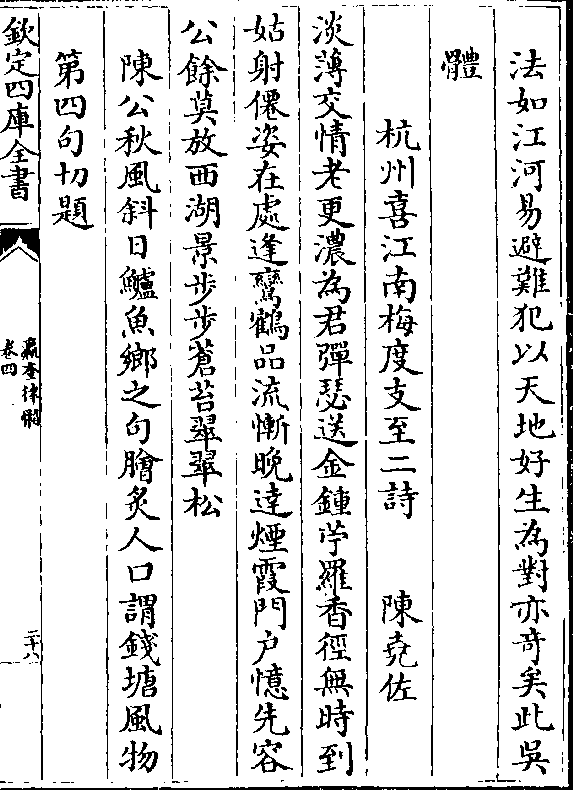 法如江河易避難犯以天地好生為對亦竒矣此吳
體
杭州喜江南梅度支至二詩　陳堯佐
淡薄交情老更濃為君彈瑟送金鍾苧羅香徑無時到
姑射僊姿在處逢鸞鶴品流慚晚達煙霞門户憶先容
公餘莫放西湖景步步蒼苔翠翠松
陳公秋風斜日鱸魚鄉之句膾炙人口謂錢塘風物
第四句切題
欽定四庫全書
瀛奎律髓
卷四
二十八